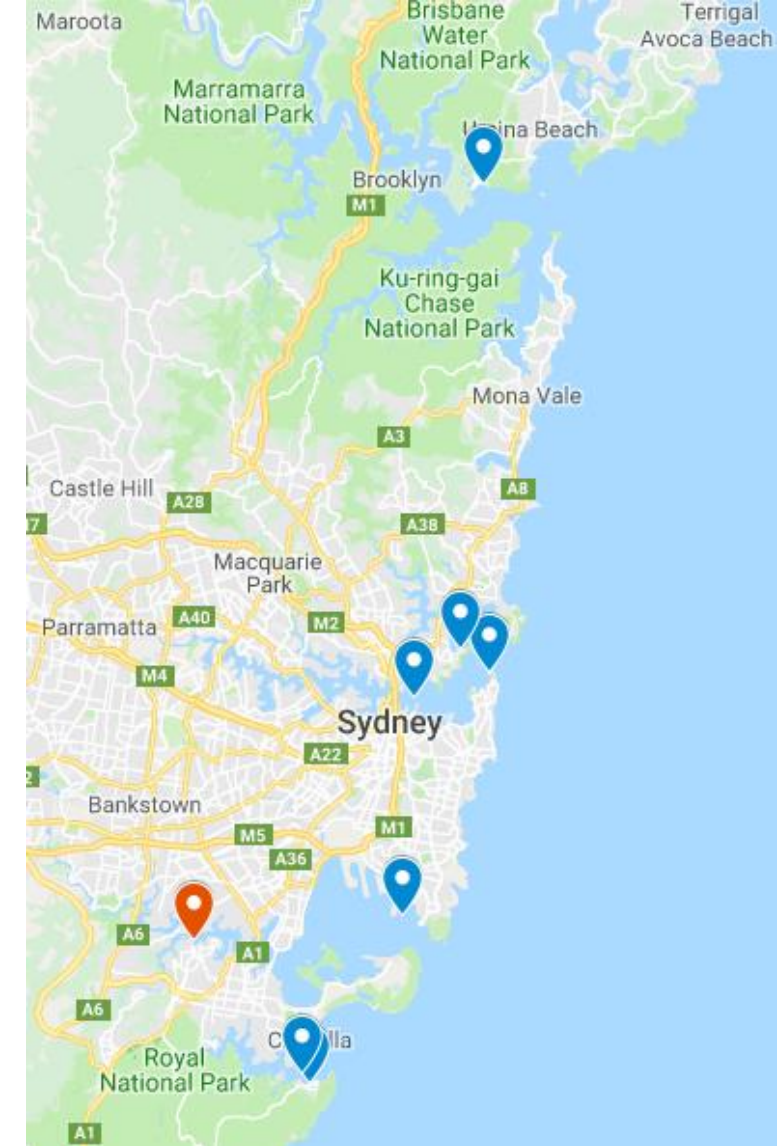 Maroota
Brisbane
Water
National Park
Terrigal
Avoca Beach
Marramarra
National Park
Beach
Brooklyn
M1
Ku-ring-gai
Chase
National Park
Mona Vale
A3
Castle Hill
A28
A8
A38
Macquarie
Park
Parramatta
A40
M2
M4
Sydney
A22
Bankstown
M5
M1
A36
A6
A1
A6
Royal
National Park
A1